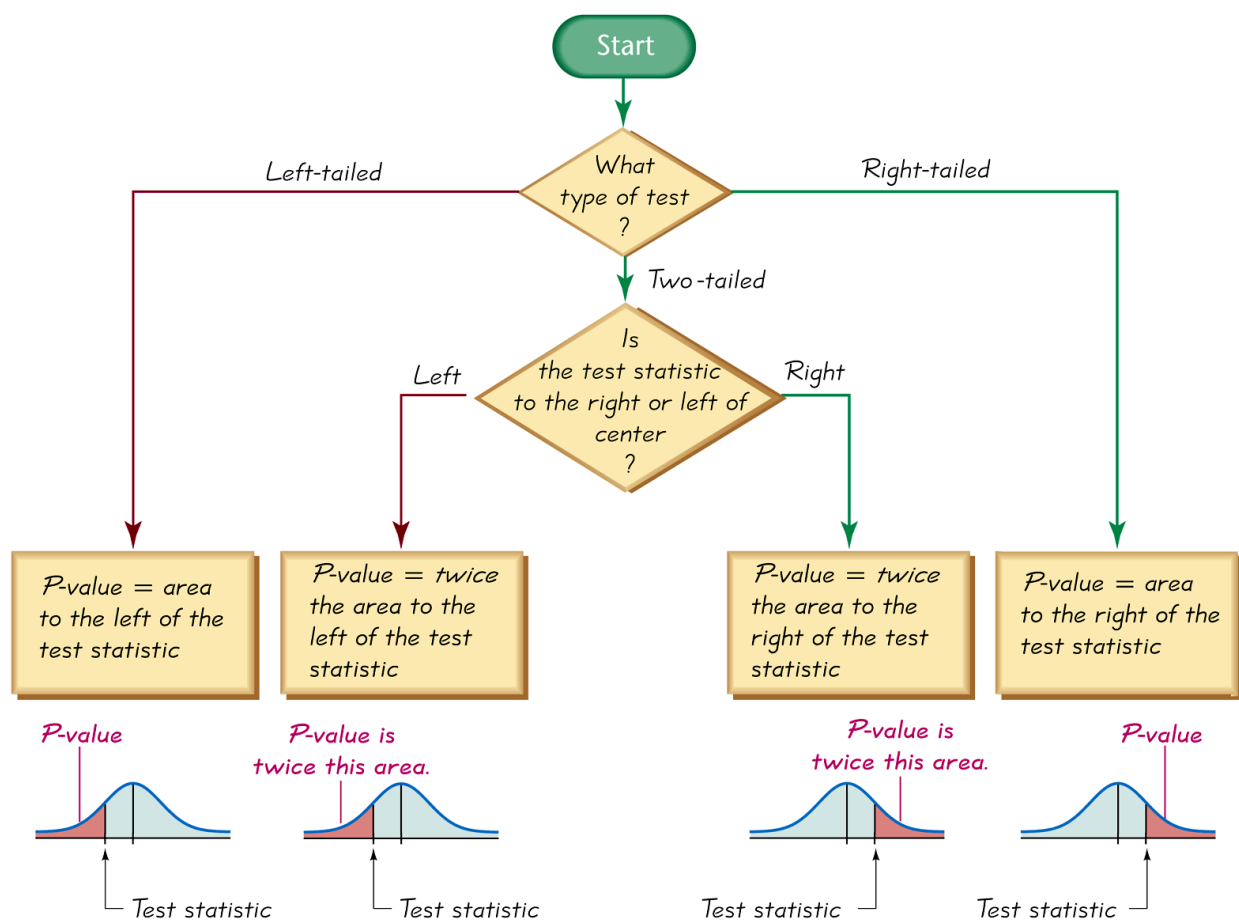 Start
What
type of test
?
Left-tailed
Right-tailed
Two-tailed
Is
the test statistic
to the right or left of
center
?
Left
Right
P-value = area
to the left of the
test statistic
P-value = twice
the area to the
left of the test
statistic
P-value = twice
the area to the
right of the test
statistic
P-value = area
to the right of the
test statistic
P-value
P-value is
twice this area.
P-value is
twice this area.
P-value
Test statistic
Test statistic
Test statistic
Test statistic